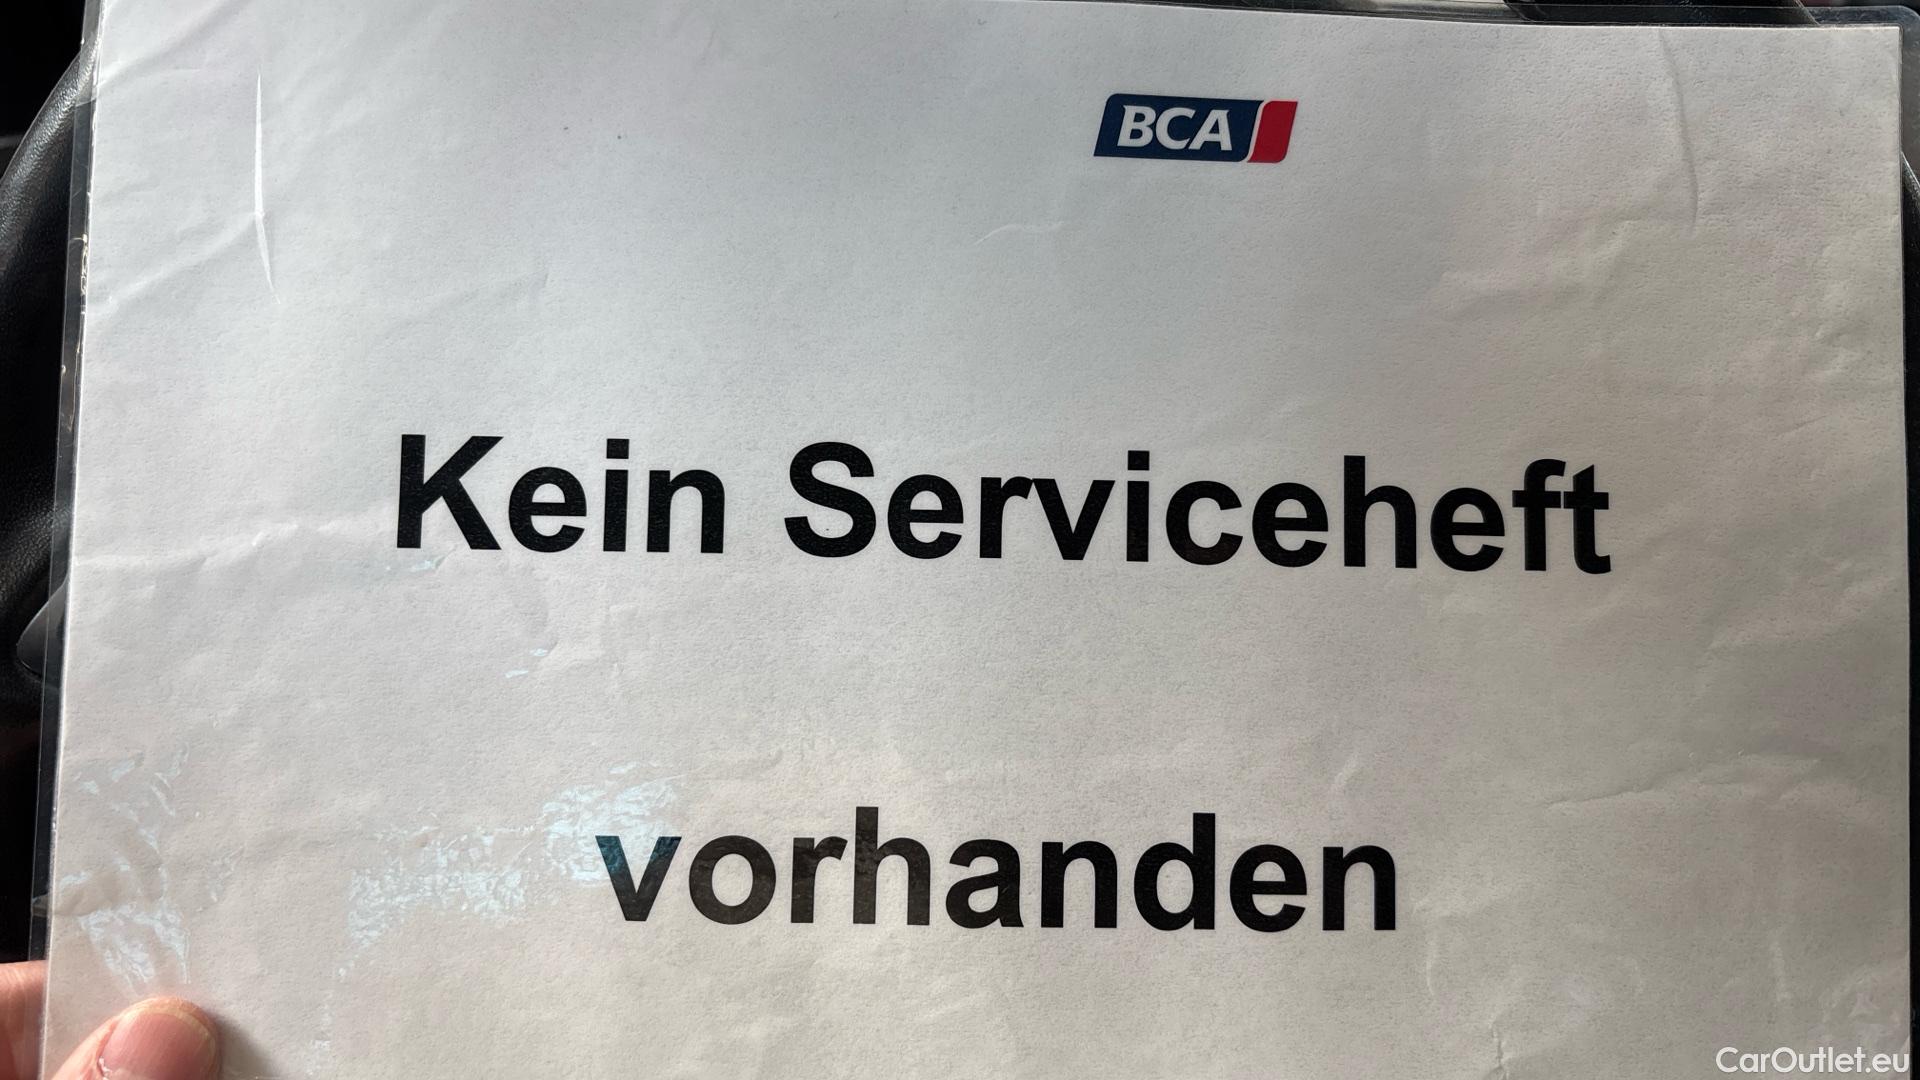 BCA
Kein Serviceheft
vorhanden
CarOutlet.eu